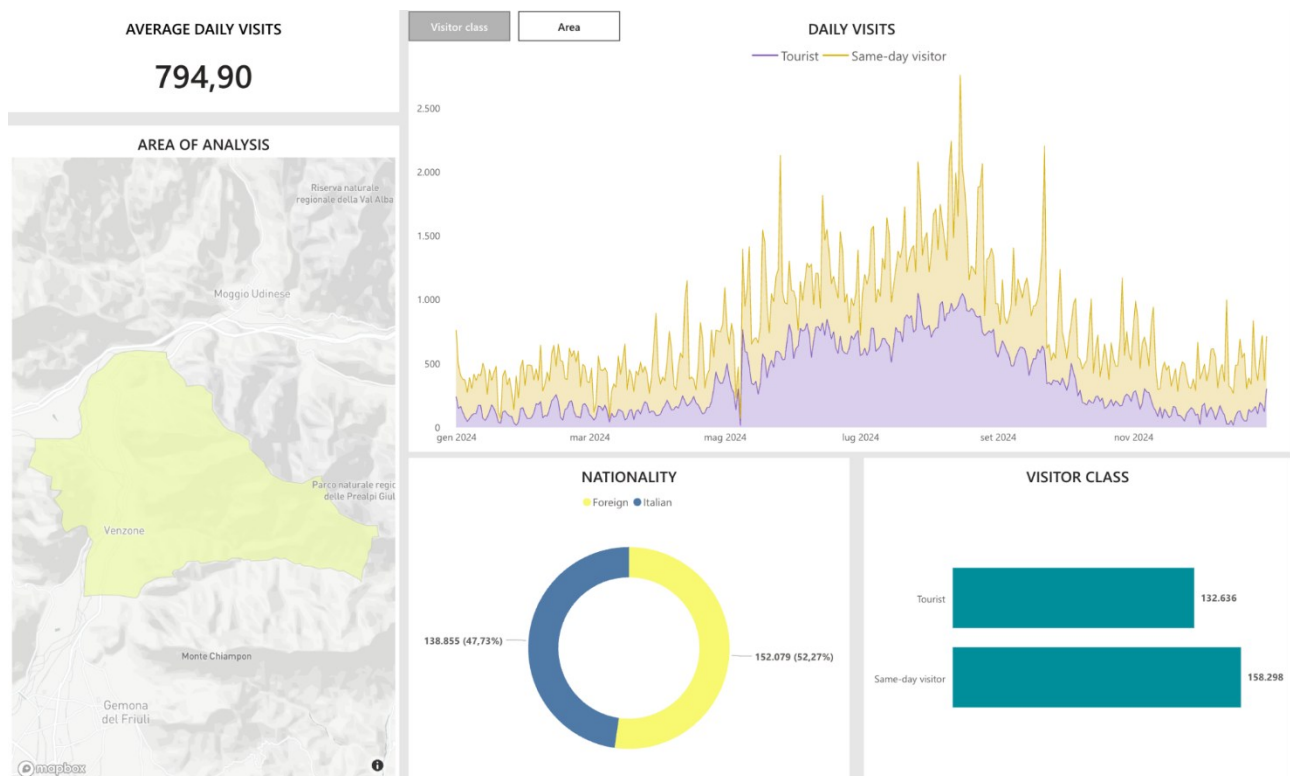 AVERAGE DAILY VISITS
794,90
AREA OF ANALYSIS
Riserva naturale
regionale della Val Alba
Moggio Udinese
Parco naturale regio
delle Prealpi Giul
Venzone
Monte Chiampon
Gemona
del Friuli
mapbox
Visitor class
Area
DAILY VISITS
Tourist
Same-day visitor
2.500
2.000
1.500
1.000
500
0
gen 2024
mar 2024
mag 2024
lug 2024
set 2024
nov 2024
NATIONALITY
Foreign
Italian
138.855 (47,73%)
152.079 (52,27%)
VISITOR CLASS
Tourist
132.636
Same-day visitor
158.298